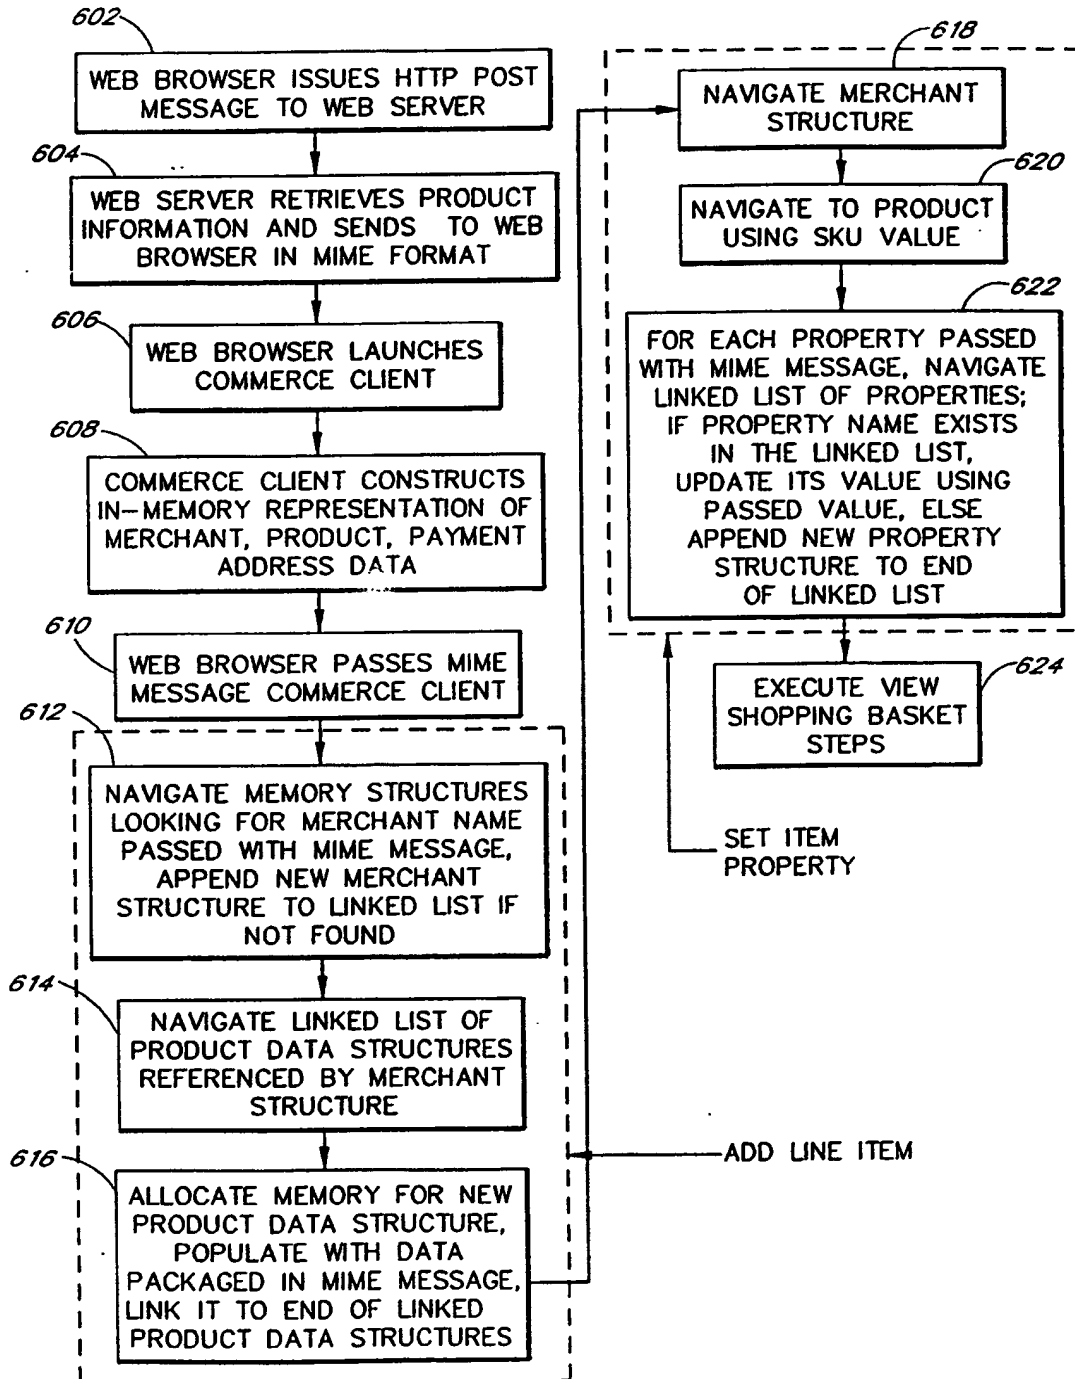 602
WEB BROWSER ISSUES HTTP POST
MESSAGE TO WEB SERVER
604
WEB SERVER RETRIEVES PRODUCT
INFORMATION AND SENDS TO WEB
BROWSER IN MIME FORMAT
606
WEB BROWSER LAUNCHES
COMMERCE CLIENT
608
COMMERCE CLIENT CONSTRUCTS
IN-MEMORY REPRESENTATION OF
MERCHANT, PRODUCT, PAYMENT
ADDRESS DATA
610
WEB BROWSER PASSES MIME
MESSAGE COMMERCE CLIENT
612
NAVIGATE MEMORY STRUCTURES
LOOKING FOR MERCHANT NAME
PASSED WITH MIME MESSAGE,
APPEND NEW MERCHANT
STRUCTURE TO LINKED LIST IF
NOT FOUND
614
NAVIGATE LINKED LIST OF
PRODUCT DATA STRUCTURES
REFERENCED BY MERCHANT
STRUCTURE
616
ALLOCATE MEMORY FOR NEW
PRODUCT DATA STRUCTURE,
POPULATE WITH DATA
PACKAGED IN MIME MESSAGE,
LINK IT TO END OF LINKED
PRODUCT DATA STRUCTURES
ADD LINE ITEM
618
NAVIGATE MERCHANT
STRUCTURE
620
NAVIGATE TO PRODUCT
USING SKU VALUE
622
FOR EACH PROPERTY PASSED
WITH MIME MESSAGE, NAVIGATE
LINKED LIST OF PROPERTIES;
IF PROPERTY NAME EXISTS
IN THE LINKED LIST,
UPDATE ITS VALUE USING
PASSED VALUE, ELSE
APPEND NEW PROPERTY
STRUCTURE TO END
OF LINKED LIST
624
EXECUTE VIEW
SHOPPING BASKET
STEPS
SET ITEM
PROPERTY